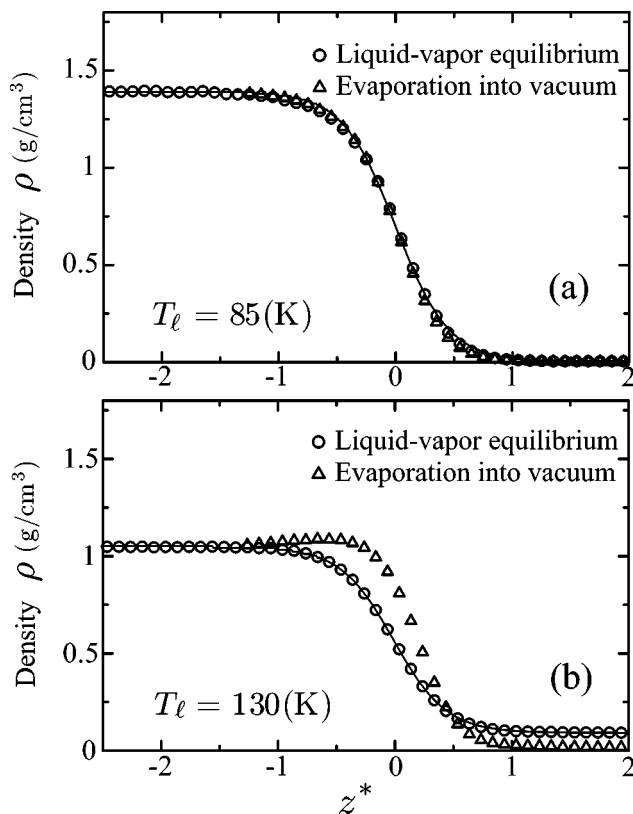 Liquid-vapor equilibrium
Evaporation into vacuum
1.5
1
0.5
0
Density ρ (g/cm³)
(a)
Tℓ = 85(K)
-2 -1 0 1 2
Liquid-vapor equilibrium
Evaporation into vacuum
1.5
1
0.5
0
Density ρ (g/cm³)
(b)
Tℓ = 130(K)
-2 -1 0 1 2
z*